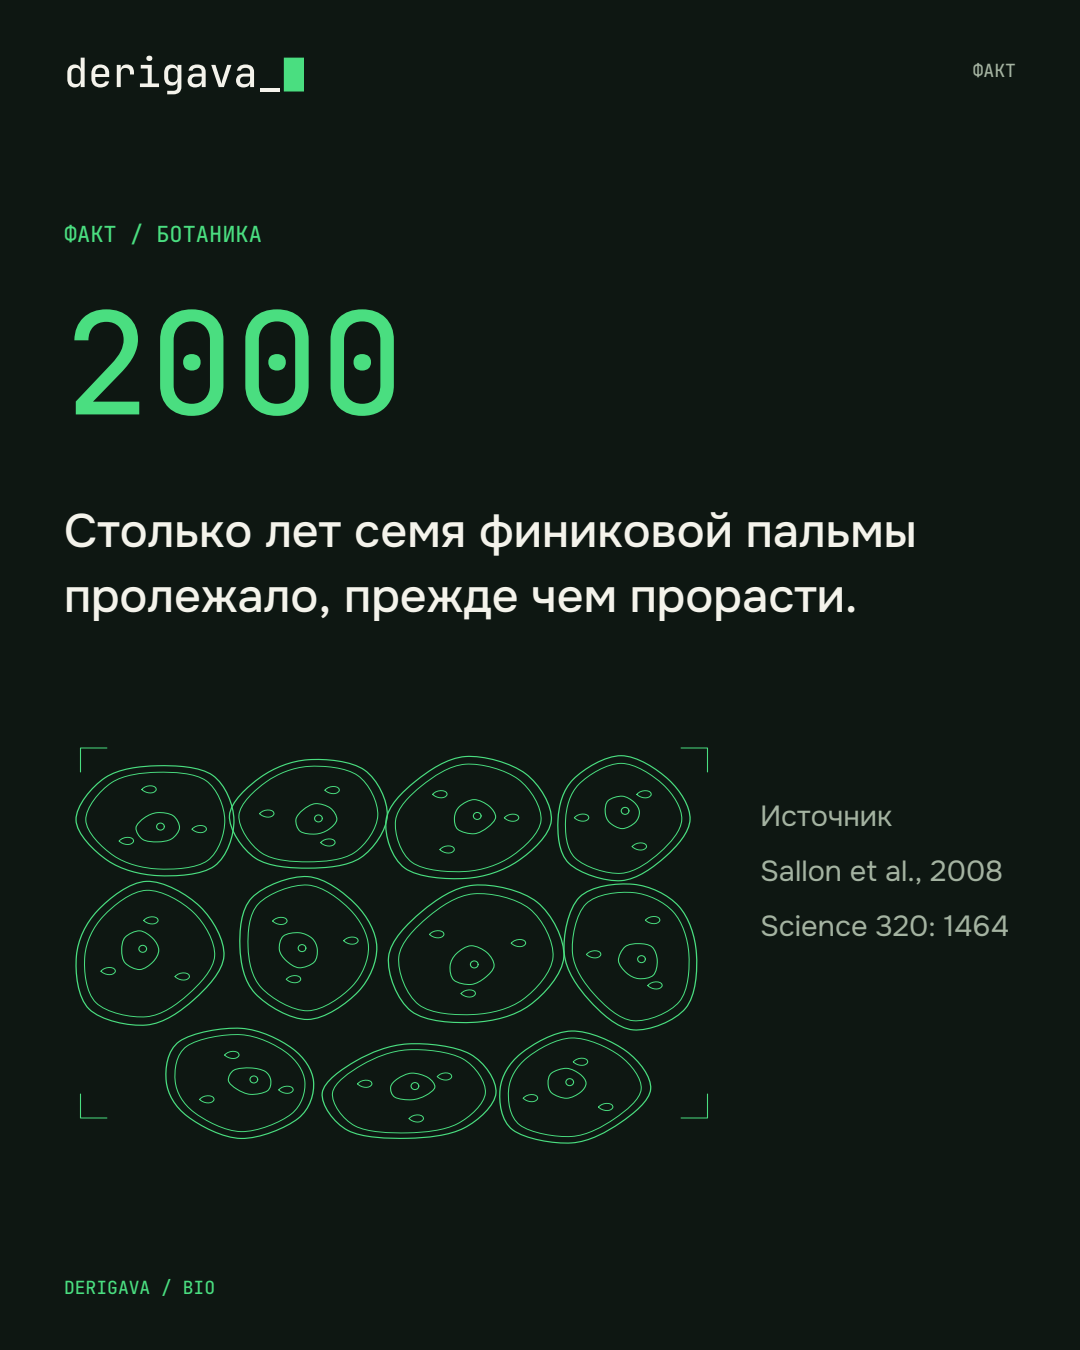 derigava_
ФАКТ
ФАКТ / БОТАНИКА
2000
Столько лет семя финиковой пальмы
пролежало, прежде чем прорасти.
Источник
Sallon et al., 2008
Science 320: 1464
DERIGAVA / BIO